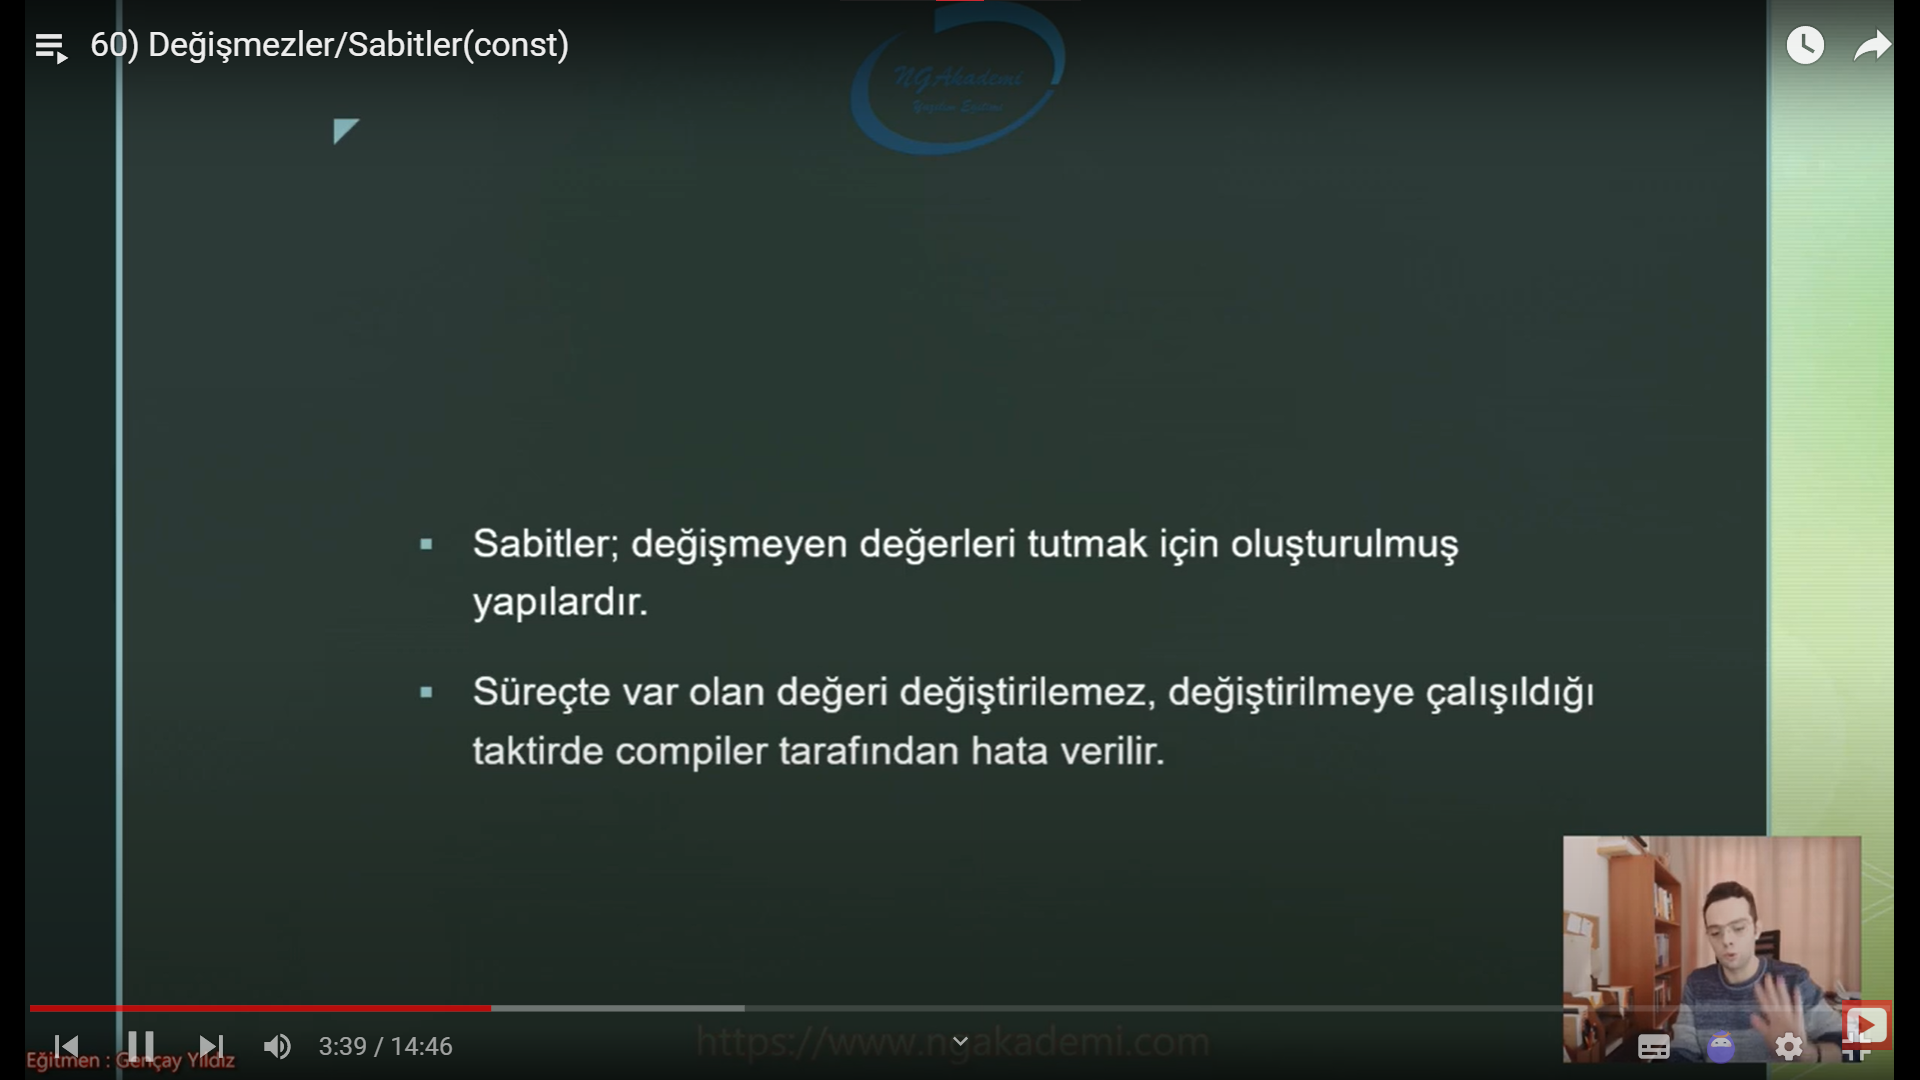 60) Değişmezler/Sabitler(const)
NGAkademi
Yazılım Eğitimi
▪ Sabitler; değişmeyen değerleri tutmak için oluşturulmuş
yapılardır.
▪ Süreçte var olan değeri değiştirilemez, değiştirilmeye çalışıldığı
taktirde compiler tarafından hata verilir.
3:39 / 14:46
https://www.ngakademi.com
Eğitmen : Gençay Yıldız